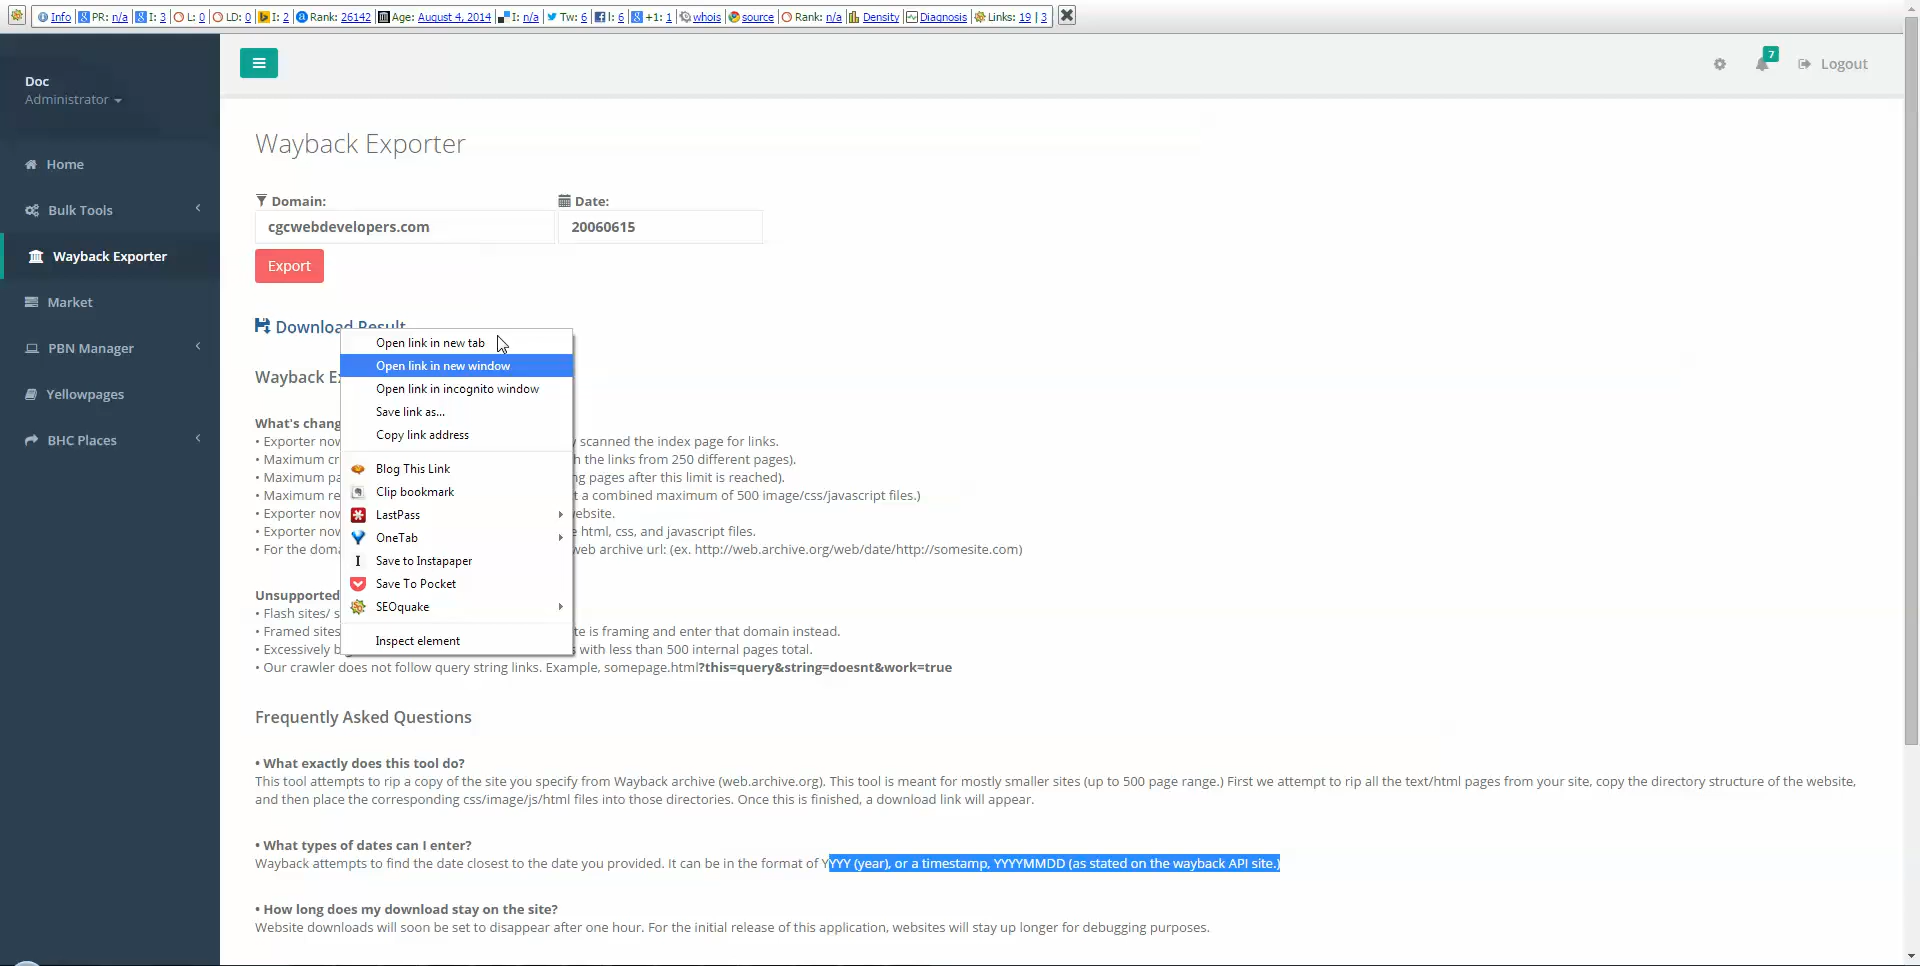 Info PR: n/a I: 3 L: 0 LD: 0 I: 2 Rank: 26142 Age: August 4, 2014 I: n/a Tw: 6 I: 6 +1: 1 whois source Rank: n/a Density Diagnosis Links: 19 | 3
Doc
Administrator
Home
Bulk Tools
Wayback Exporter
Market
PBN Manager
Yellowpages
BHC Places
7
Logout
Wayback Exporter
Domain:
Date:
cgcwebdevelopers.com
20060615
Export
Download Result
Open link in new tab
Open link in new window
Open link in incognito window
Save link as...
Copy link address
Blog This Link
Clip bookmark
LastPass
OneTab
Save to Instapaper
Save To Pocket
SEOquake
Inspect element
Wayback
What's
• Exporter scanned the index page for links.
• Maximum the links from 250 different pages).
• Maximum pages after this limit is reached).
• Maximum a combined maximum of 500 image/css/javascript files.)
• Exporter website.
• Exporter html, css, and javascript files.
• For the web archive url: (ex. http://web.archive.org/web/date/http://somesite.com)
Unsupported
• Flash sites/
• Framed sites is framing and enter that domain instead.
• Excessively with less than 500 internal pages total.
• Our crawler does not follow query string links. Example, somepage.html?this=query&string=doesnt&work=true
Frequently Asked Questions
• What exactly does this tool do?
This tool attempts to rip a copy of the site you specify from Wayback archive (web.archive.org). This tool is meant for mostly smaller sites (up to 500 page range.) First we attempt to rip all the text/html pages from your site, copy the directory structure of the website,
and then place the corresponding css/image/js/html files into those directories. Once this is finished, a download link will appear.
• What types of dates can I enter?
Wayback attempts to find the date closest to the date you provided. It can be in the format of YYYY (year), or a timestamp, YYYYMMDD (as stated on the wayback API site.)
• How long does my download stay on the site?
Website downloads will soon be set to disappear after one hour. For the initial release of this application, websites will stay up longer for debugging purposes.